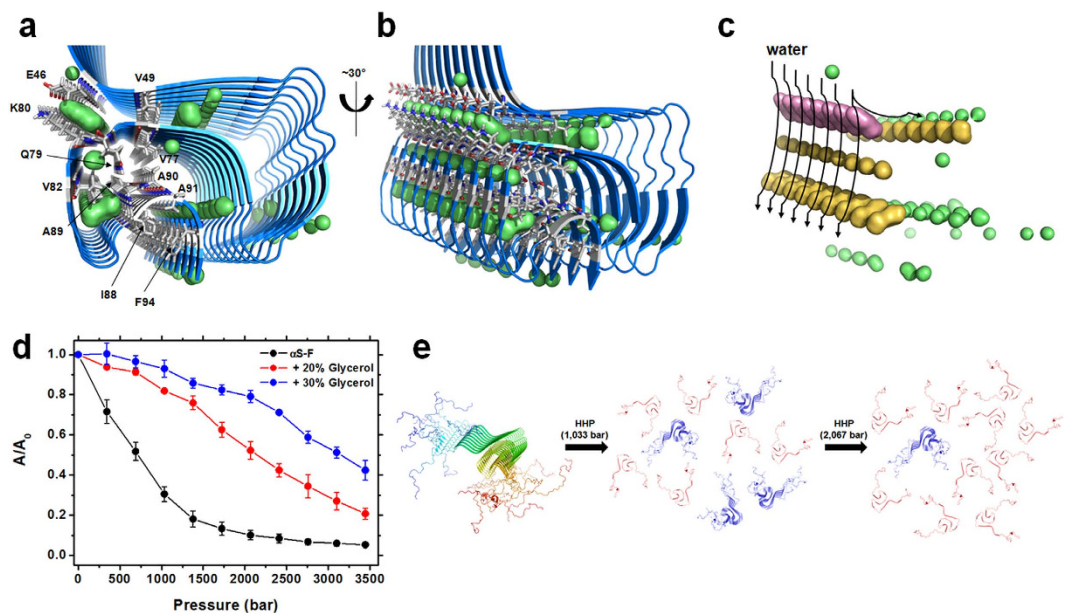 a
E46
V49
K80
Q79
V77
A90
V82
A91
A89
I88
F94
~30°
b
c
water
d
1.0
0.8
0.6
0.4
0.2
0.0
A/A0
αS-F
+ 20% Glycerol
+ 30% Glycerol
0 500 1000 1500 2000 2500 3000 3500
Pressure (bar)
e
HHP
(1,033 bar)
HHP
(2,067 bar)